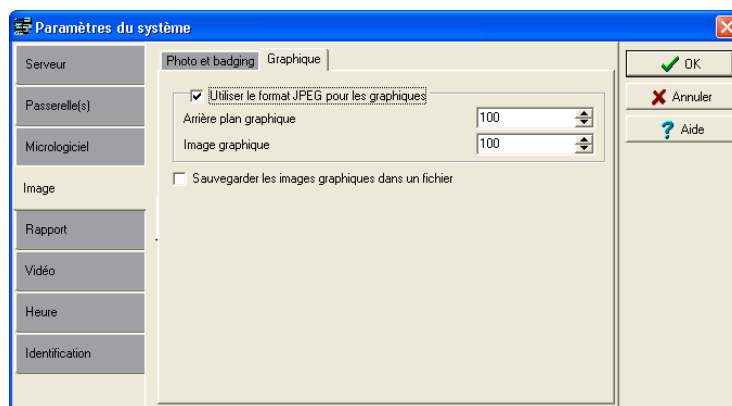 Paramètres du système
Serveur
Passerelle(s)
Micrologiciel
Image
Rapport
Vidéo
Heure
Identification
Photo et badging
Graphique
Utiliser le format JPEG pour les graphiques
Arrière plan graphique 100
Image graphique 100
Sauvegarder les images graphiques dans un fichier
OK
Annuler
Aide